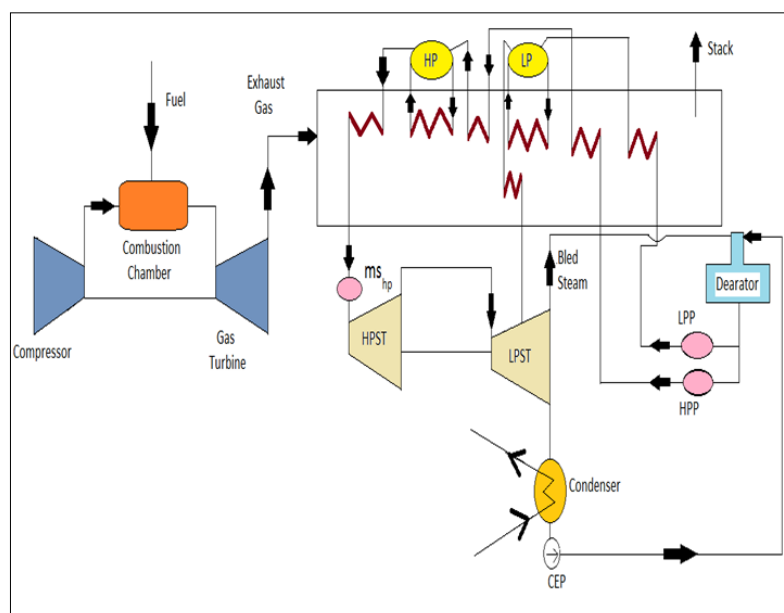 HP
LP
Stack
Exhaust
Gas
Fuel
Combustion
Chamber
Compressor
Gas
Turbine
ms hp
HPST
LPST
Bled
Steam
Dearator
LPP
HPP
Condenser
CEP